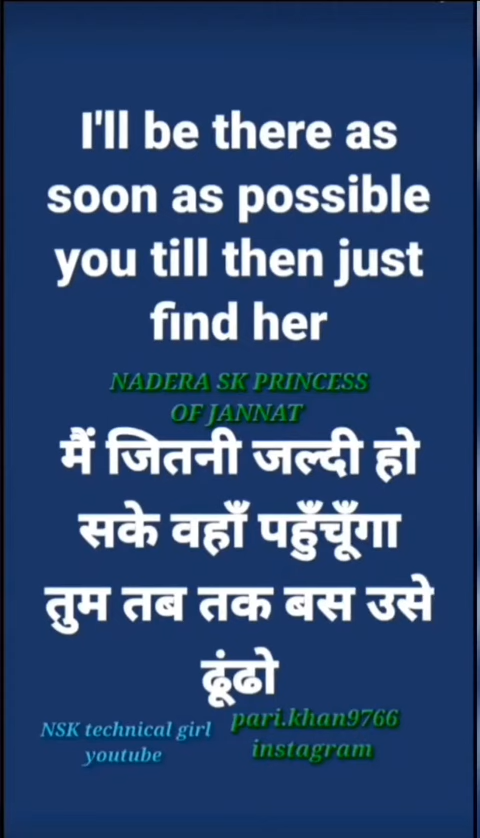 I'll be there as
soon as possible
you till then just
find her
NADERA SK PRINCESS
OF JANNAT
मैं जितनी जल्दी हो
सके वहाँ पहुँचूँगा
तुम तब तक बस उसे
ढूंढो
NSK technical girl
youtube
pari.khan9766
instagram